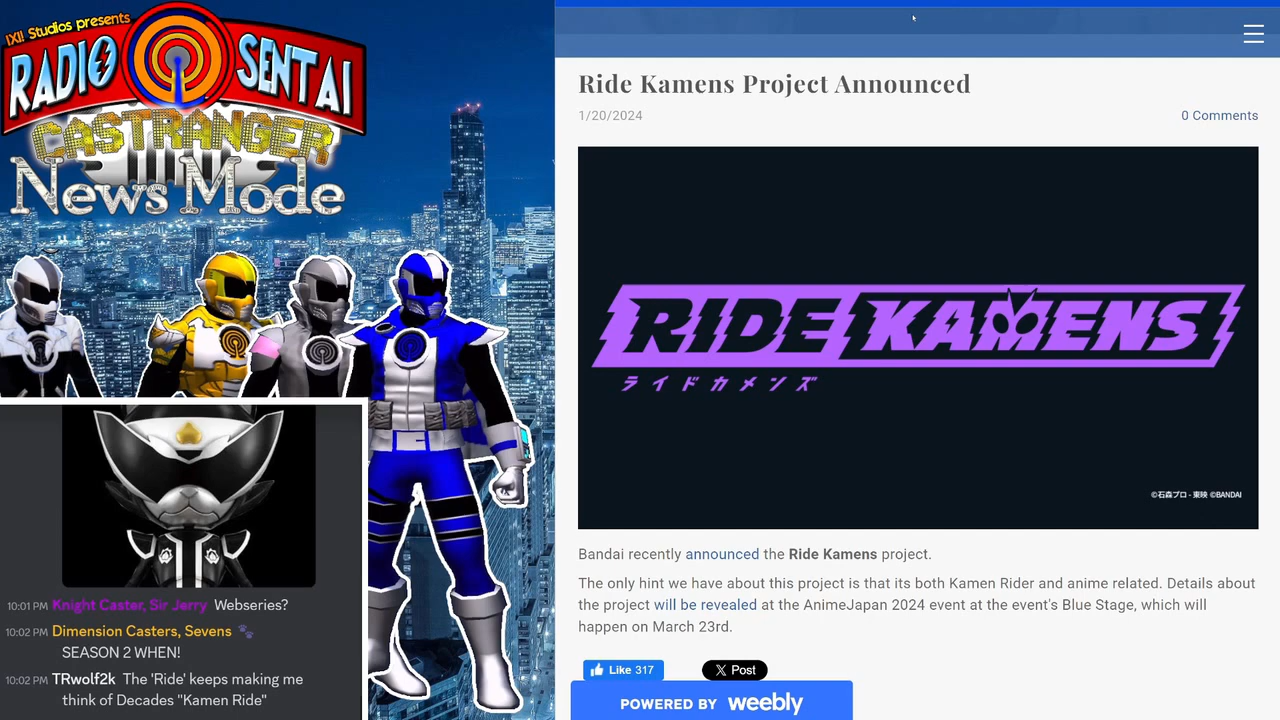 IXII Studios presents
RADIO SENTAI
CASTRANGER
News Mode
10:01 PM Knight Caster, Sir Jerry Webseries?
10:02 PM Dimension Casters, Sevens
SEASON 2 WHEN!
10:02 PM TRwolf2k The 'Ride' keeps making me
think of Decades "Kamen Ride"
Ride Kamens Project Announced
1/20/2024
0 Comments
RIDE KAMENS
ライドカメンズ
©石森プロ・東映 ©BANDAI
Bandai recently announced the Ride Kamens project.
The only hint we have about this project is that its both Kamen Rider and anime related. Details about
the project will be revealed at the AnimeJapan 2024 event at the event's Blue Stage, which will
happen on March 23rd.
Like 317
X Post
POWERED BY weebly